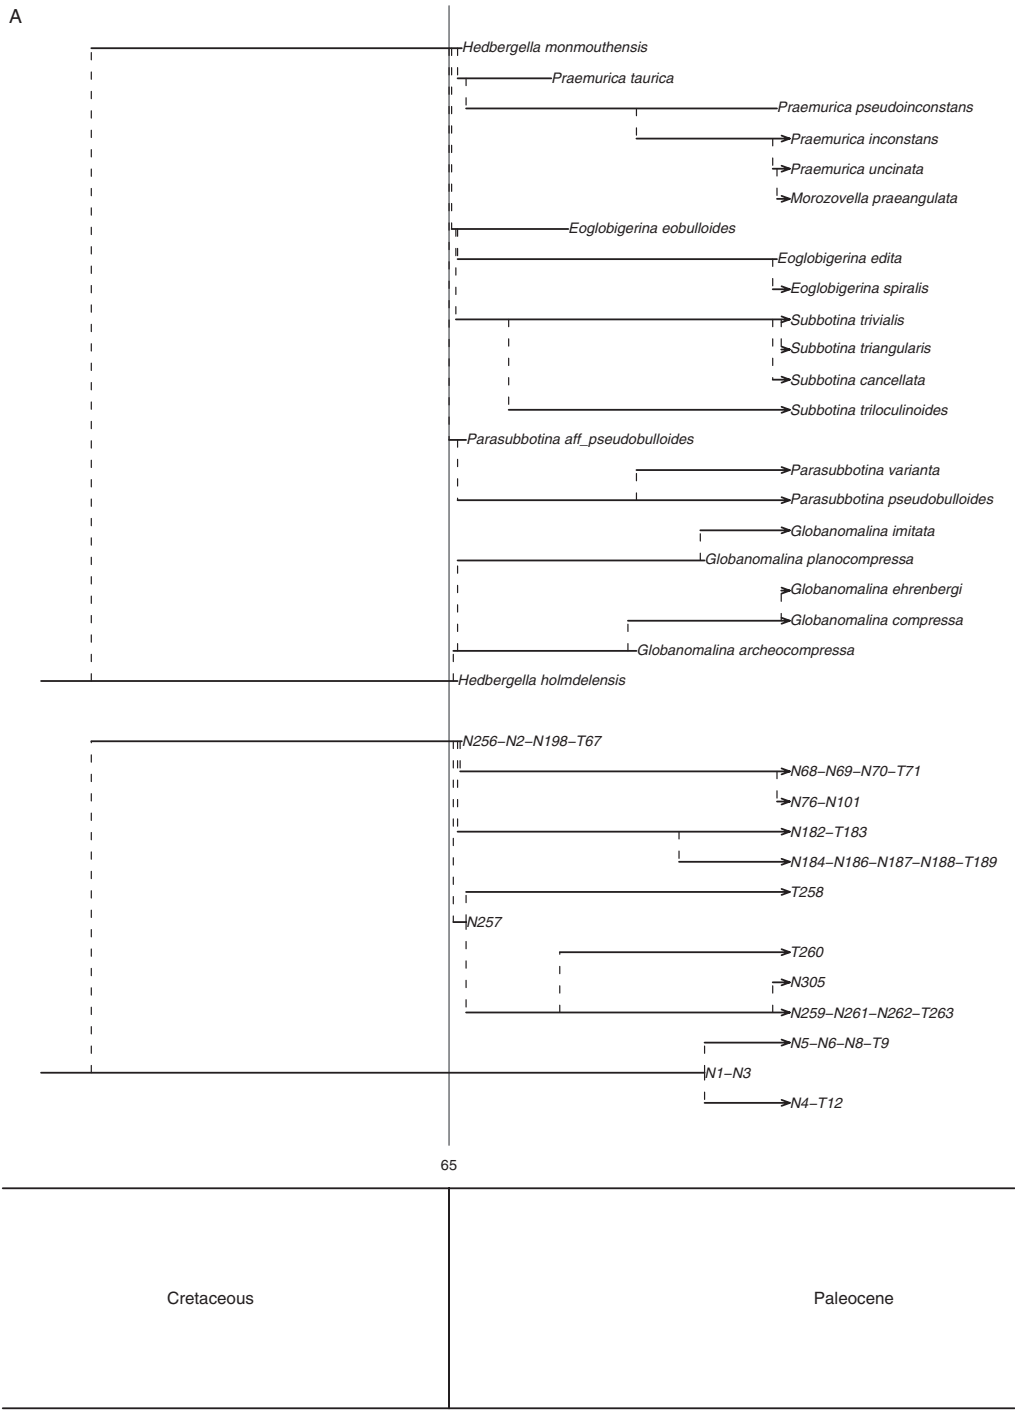 A
Hedbergella monmouthensis
Praemurica taurica
Praemurica pseudoinconstans
Praemurica inconstans
Praemurica uncinata
Morozovella praeangulata
Eoglobigerina eobulloides
Eoglobigerina edita
Eoglobigerina spiralis
Subbotina trivialis
Subbotina triangularis
Subbotina cancellata
Subbotina triloculinoides
Parasubbotina aff_pseudobulloides
Parasubbotina varianta
Parasubbotina pseudobulloides
Globanomalina imitata
Globanomalina planocompressa
Globanomalina ehrenbergi
Globanomalina compressa
Globanomalina archeocompressa
Hedbergella holmdelensis
N256−N2−N198−T67
N68−N69−N70−T71
N76−N101
N182−T183
N184−N186−N187−N188−T189
T258
N257
T260
N305
N259−N261−N262−T263
N5−N6−N8−T9
N1−N3
N4−T12
65
Cretaceous Paleocene